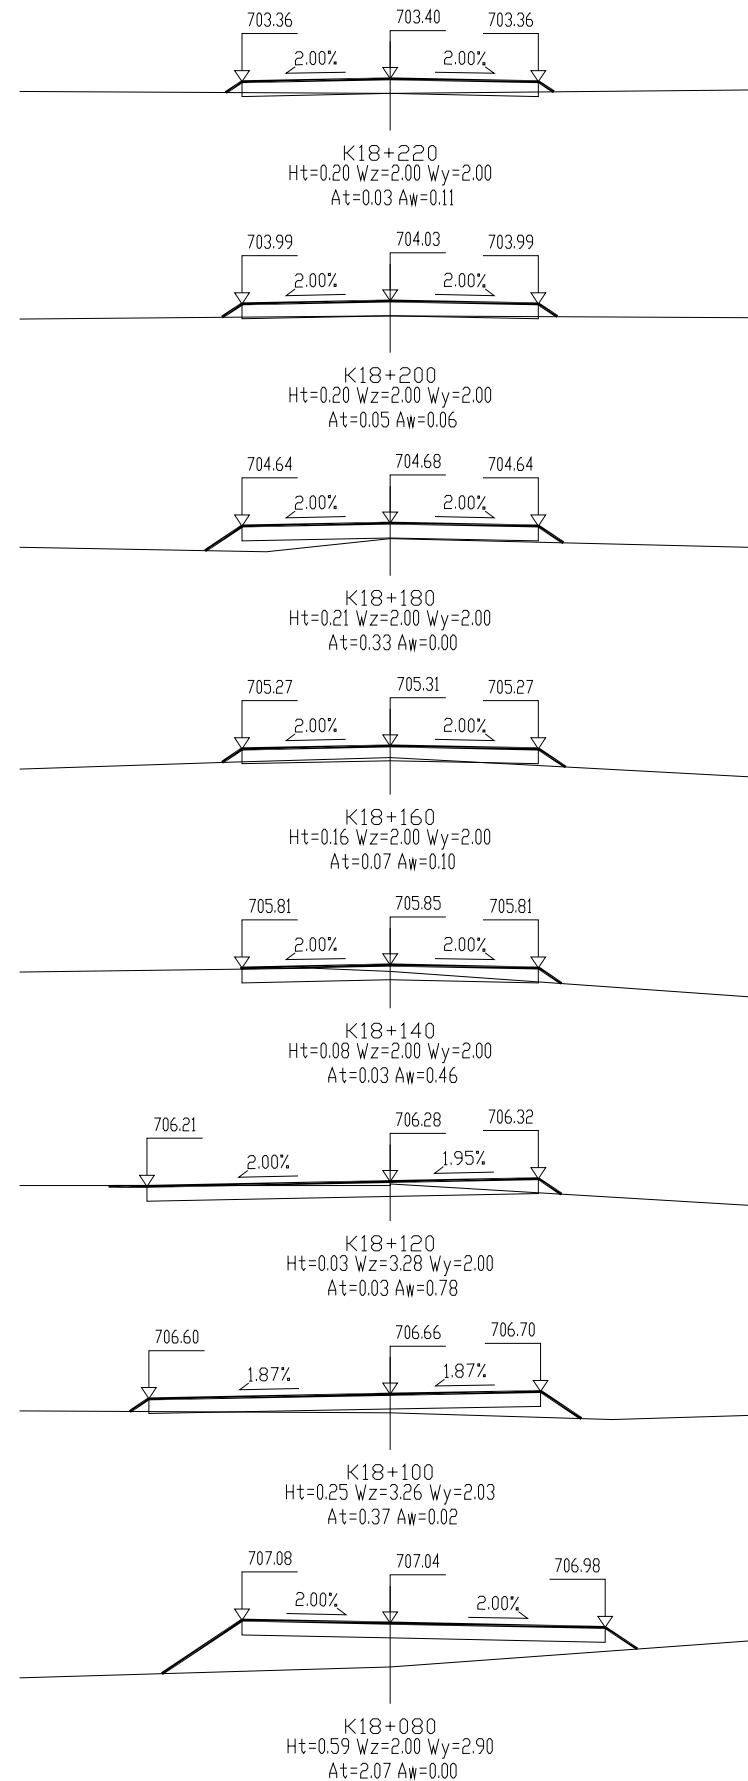 703.36 703.40 703.36
2.00% 2.00%
K18+220
Ht=0.20 Wz=2.00 Wy=2.00
At=0.03 Aw=0.11
703.99 704.03 703.99
2.00% 2.00%
K18+200
Ht=0.20 Wz=2.00 Wy=2.00
At=0.05 Aw=0.06
704.64 704.68 704.64
2.00% 2.00%
K18+180
Ht=0.21 Wz=2.00 Wy=2.00
At=0.33 Aw=0.00
705.27 705.31 705.27
2.00% 2.00%
K18+160
Ht=0.16 Wz=2.00 Wy=2.00
At=0.07 Aw=0.10
705.81 705.85 705.81
2.00% 2.00%
K18+140
Ht=0.08 Wz=2.00 Wy=2.00
At=0.03 Aw=0.46
706.21 706.28 706.32
2.00% 1.95%
K18+120
Ht=0.03 Wz=3.28 Wy=2.00
At=0.03 Aw=0.78
706.60 706.66 706.70
1.87% 1.87%
K18+100
Ht=0.25 Wz=3.26 Wy=2.03
At=0.37 Aw=0.02
707.08 707.04 706.98
2.00% 2.00%
K18+080
Ht=0.59 Wz=2.00 Wy=2.90
At=2.07 Aw=0.00